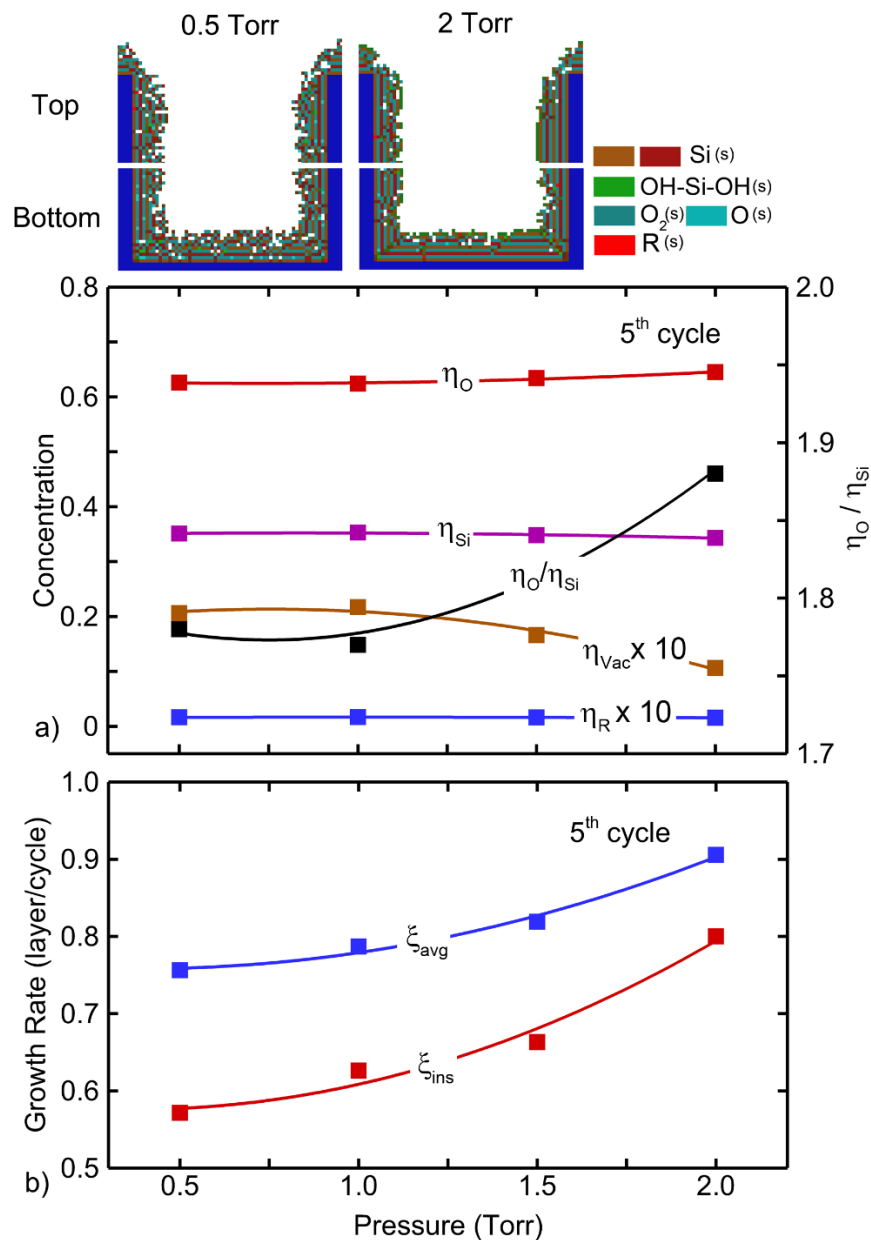 0.5 Torr 2 Torr
Top
Bottom
Si(s)
OH-Si-OH(s)
O2(s) O(s)
R(s)
0.8
0.6
0.4
0.2
0
Concentration
a)
5th cycle
ηO
ηSi
ηO/ηSi
ηVac x 10
ηR x 10
2.0
1.9
1.8
1.7
ηO / ηSi
1.0
0.9
0.8
0.7
0.6
0.5
Growth Rate (layer/cycle)
b)
5th cycle
ξavg
ξins
0.5 1.0 1.5 2.0
Pressure (Torr)